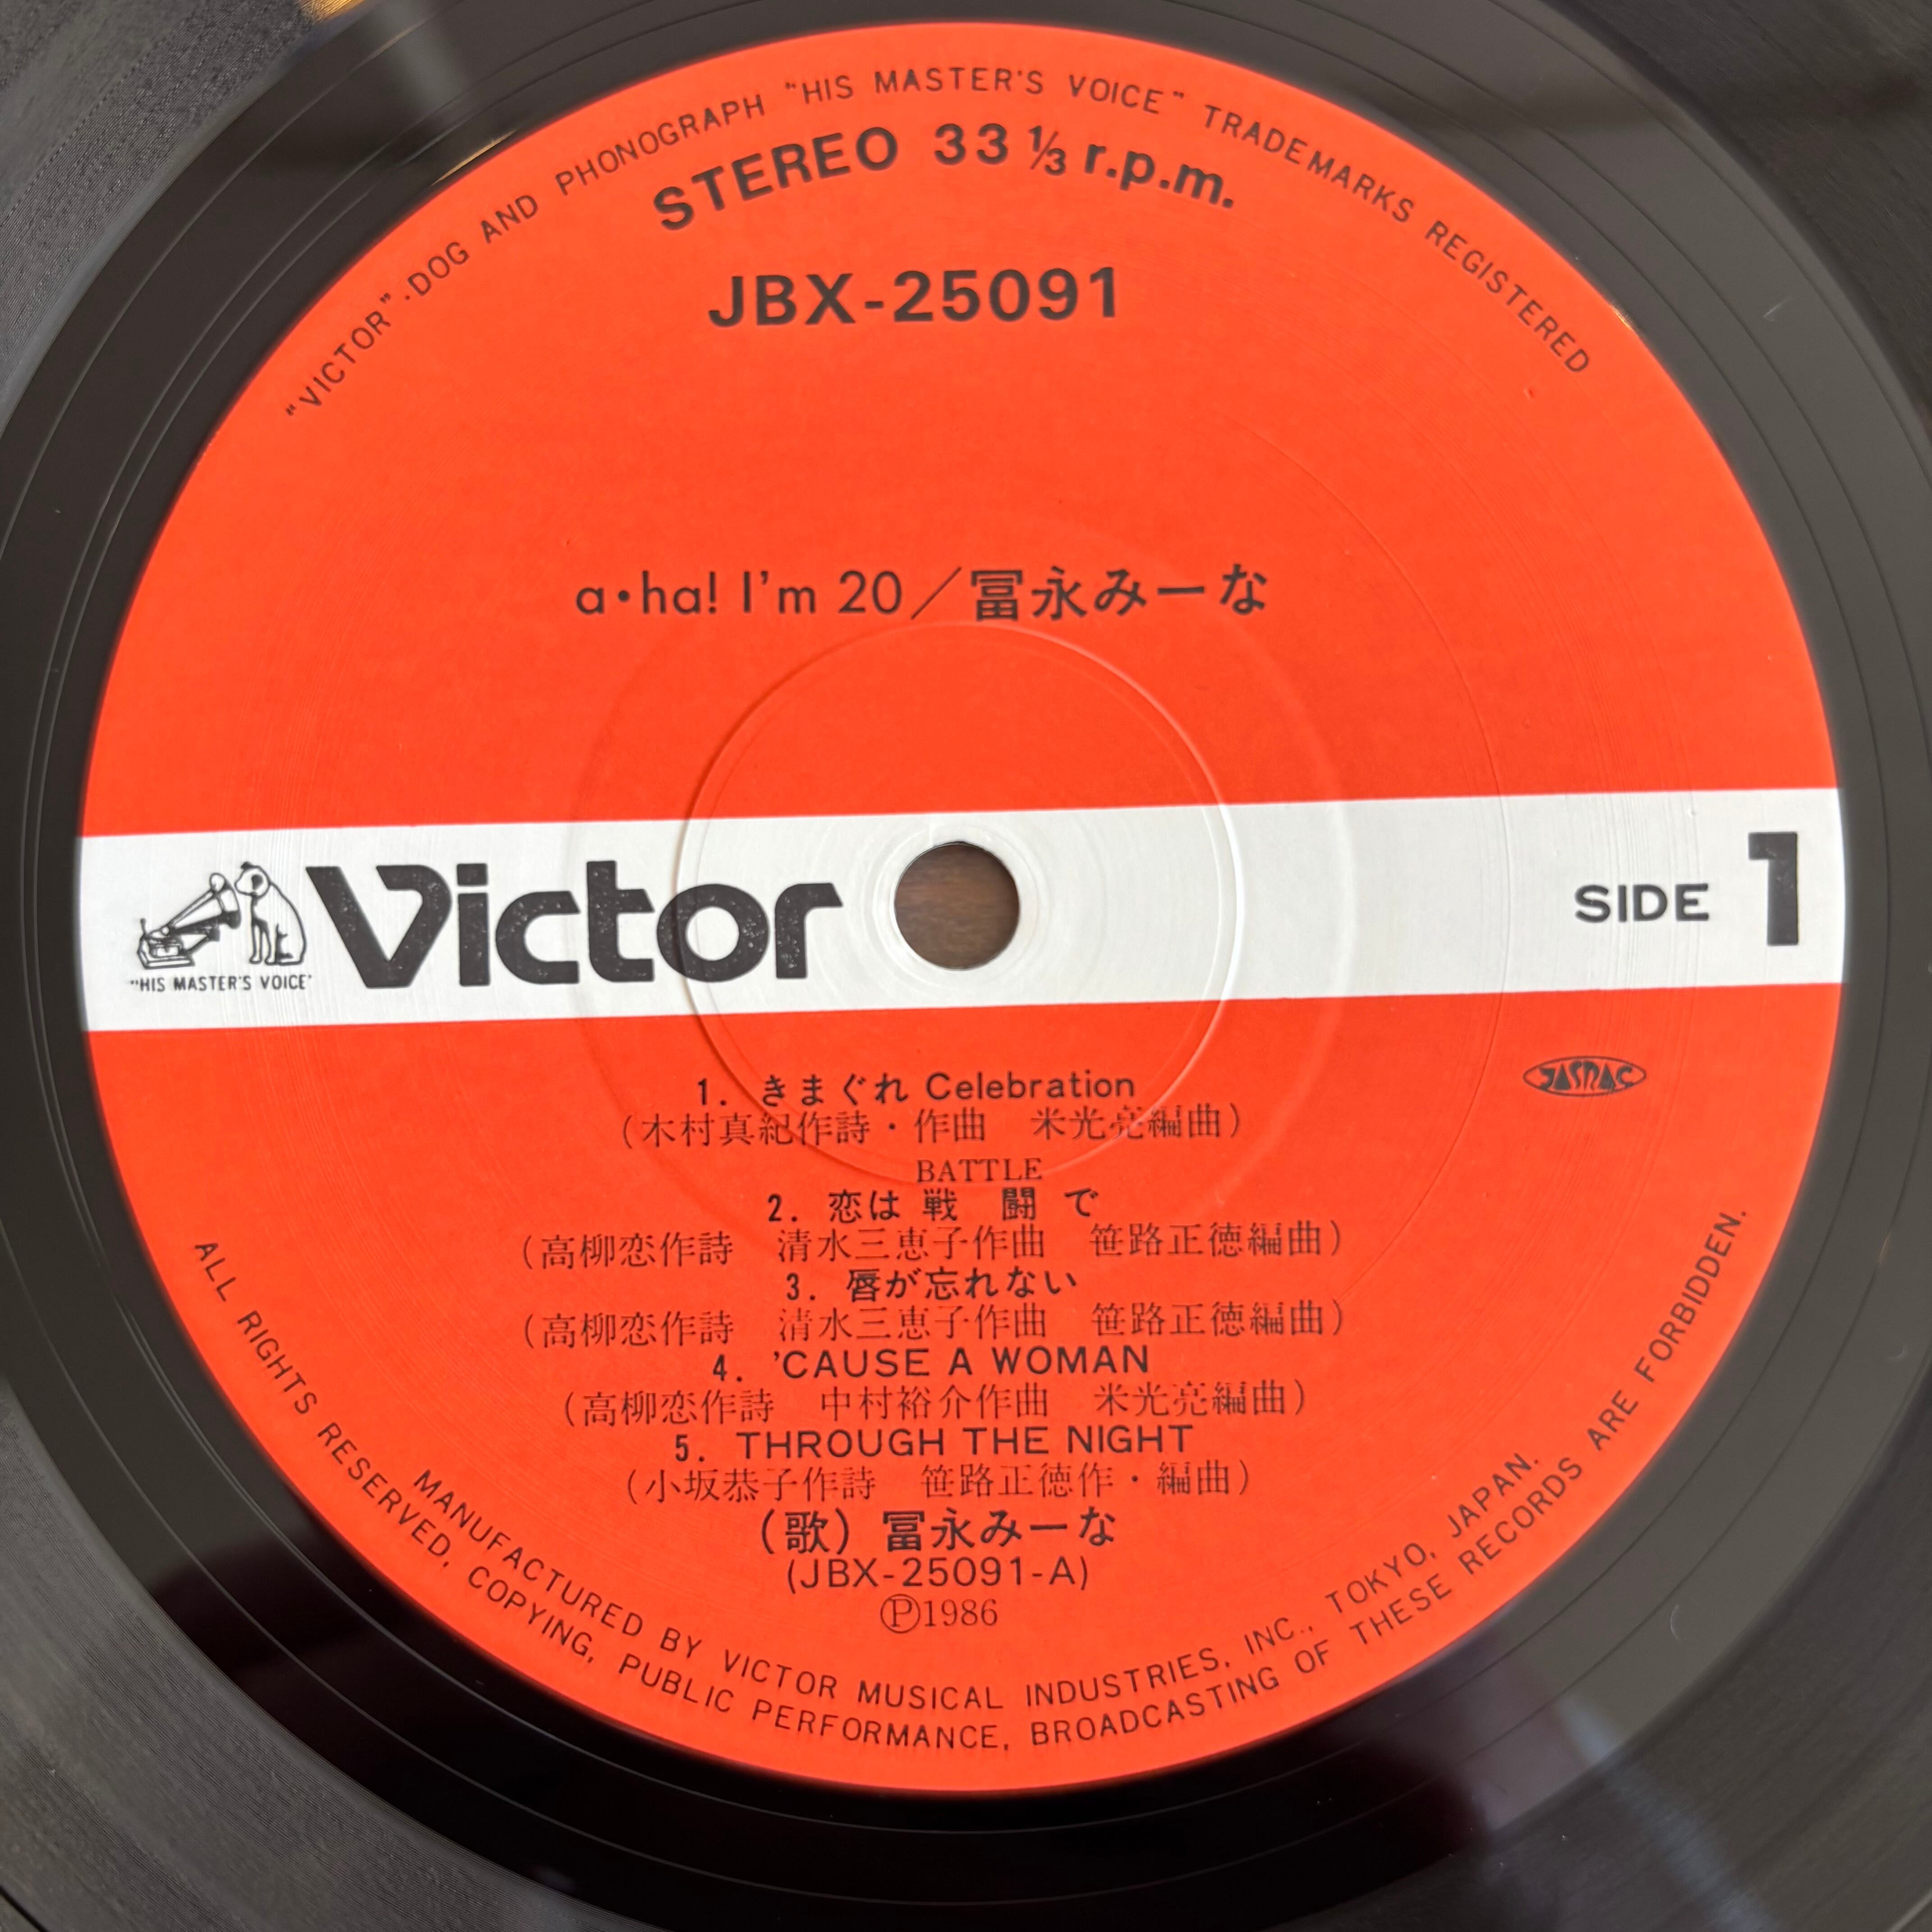 "VICTOR"·DOG AND PHONOGRAPH "HIS MASTER'S VOICE" TRADEMARKS REGISTERED
STEREO 33 1/3 r.p.m.
JBX-25091
a•ha! I'm 20／冨永みーな
Victor
"HIS MASTER'S VOICE"
SIDE 1
JASRAC
1. きまぐれ Celebration
(木村真紀作詩・作曲　米光亮編曲)
BATTLE
2. 恋は 戦 闘 で
(高柳恋作詩　清水三恵子作曲　笹路正徳編曲)
3. 唇が忘れない
(高柳恋作詩　清水三恵子作曲　笹路正徳編曲)
4. 'CAUSE A WOMAN
(高柳恋作詩　中村裕介作曲　米光亮編曲)
5. THROUGH THE NIGHT
(小坂恭子作詩　笹路正徳作・編曲)
(歌) 冨永みーな
(JBX-25091-A)
Ⓟ1986
MANUFACTURED BY VICTOR MUSICAL INDUSTRIES, INC., TOKYO, JAPAN.
ALL RIGHTS RESERVED, COPYING, PUBLIC PERFORMANCE, BROADCASTING OF THESE RECORDS ARE FORBIDDEN.